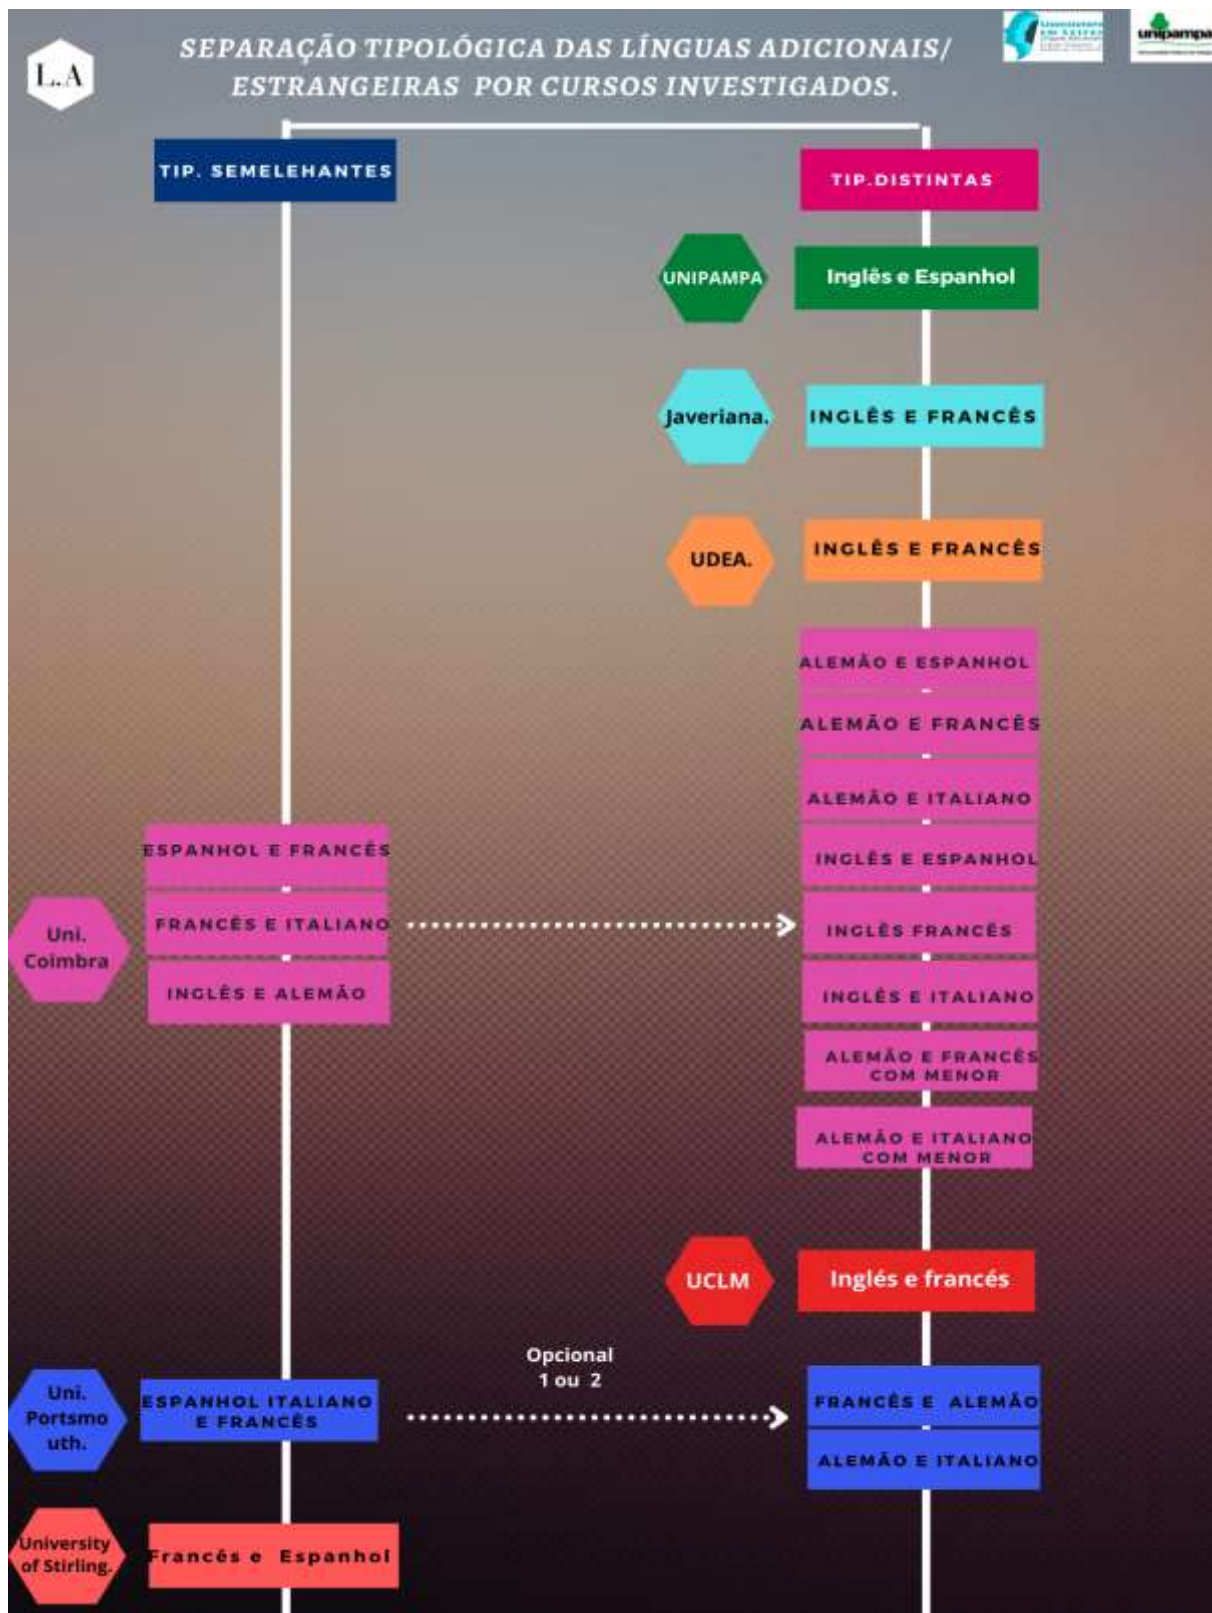 L.A
SEPARAÇÃO TIPOLÓGICA DAS LÍNGUAS ADICIONAIS/
ESTRANGEIRAS POR CURSOS INVESTIGADOS.
unipampa
TIP. SEMELEHANTES
TIP.DISTINTAS
UNIPAMPA
Inglês e Espanhol
Javeriana.
INGLÊS E FRANCÊS
UDEA.
INGLÊS E FRANCÊS
ALEMÃO E ESPANHOL
ALEMÃO E FRANCÊS
ALEMÃO E ITALIANO
INGLÊS E ESPANHOL
INGLÊS FRANCÊS
INGLÊS E ITALIANO
ALEMÃO E FRANCÊS
COM MENOR
ALEMÃO E ITALIANO
COM MENOR
Uni.
Coimbra
ESPANHOL E FRANCÊS
FRANCÊS E ITALIANO
INGLÊS E ALEMÃO
UCLM
Inglés e francés
Uni.
Portsmo
uth.
ESPANHOL ITALIANO
E FRANCÊS
Opcional
1 ou 2
FRANCÊS E ALEMÃO
ALEMÃO E ITALIANO
University
of Stirling.
Francés e Espanhol